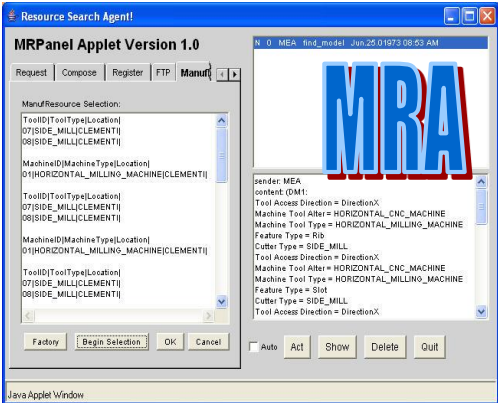 Resource Search Agent!
MRPanel Applet Version 1.0
Request Compose Register FTP Manuf
ManufResource Selection:
ToolID|ToolType|Location|
07|SIDE_MILL|CLEMENTI|
08|SIDE_MILL|CLEMENTI|
MachineID|MachineType|Location|
01|HORIZONTAL_MILLING_MACHINE|CLEMENTI|
ToolID|ToolType|Location|
07|SIDE_MILL|CLEMENTI|
08|SIDE_MILL|CLEMENTI|
MachineID|MachineType|Location|
01|HORIZONTAL_MILLING_MACHINE|CLEMENTI|
ToolID|ToolType|Location|
07|SIDE_MILL|CLEMENTI|
08|SIDE_MILL|CLEMENTI|
Factory Begin Selection OK Cancel
N 0 MEA find_model Jun.25.01973 08:53 AM
MRA
sender: MEA
content: (DM1:
Tool Access Direction = DirectionX
Machine Tool Alter = HORIZONTAL_CNC_MACHINE
Machine Tool Type = HORIZONTAL_MILLING_MACHINE
Feature Type = Rib
Cutter Type = SIDE_MILL
Tool Access Direction = DirectionX
Machine Tool Alter = HORIZONTAL_CNC_MACHINE
Machine Tool Type = HORIZONTAL_MILLING_MACHINE
Feature Type = Slot
Cutter Type = SIDE_MILL
Tool Access Direction = DirectionX
Auto Act Show Delete Quit
Java Applet Window